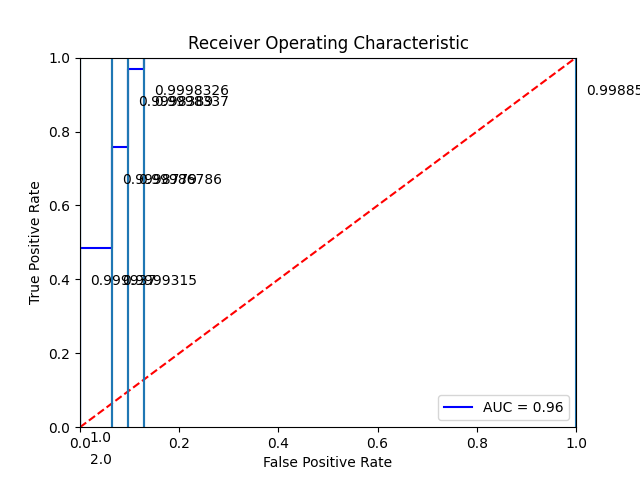 Receiver Operating Characteristic
1.0
0.9998326
0.99885
0.8
0.6
True Positive Rate
0.4
0.9999315
0.2
AUC = 0.96
0.0
0.0 0.2 0.4 0.6 0.8 1.0
1.0
2.0
False Positive Rate